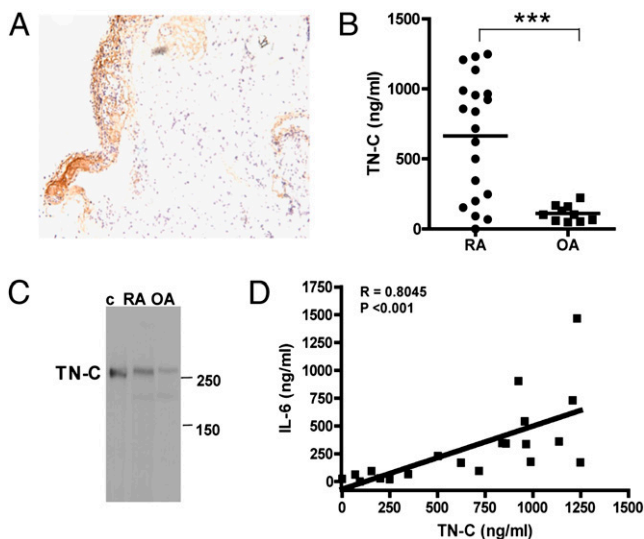 A
B
***
TN-C (ng/ml)
1500
1000
500
0
RA OA
C
c RA OA
TN-C
250
150
D
R = 0.8045
P <0.001
IL-6 (ng/ml)
1750
1500
1250
1000
750
500
250
0
0 250 500 750 1000 1250 1500
TN-C (ng/ml)